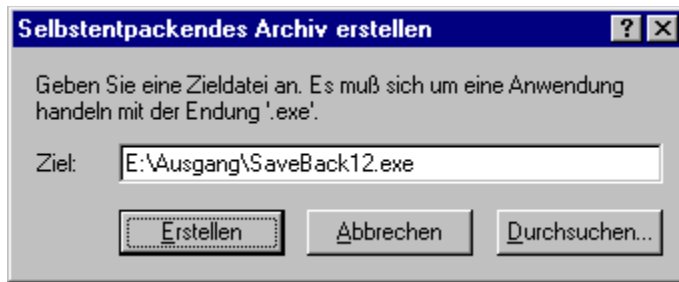 Selbstentpackendes Archiv erstellen
Geben Sie eine Zieldatei an. Es muß sich um eine Anwendung
handeln mit der Endung '.exe'.
Ziel: E:\Ausgang\SaveBack12.exe
Erstellen Abbrechen Durchsuchen...